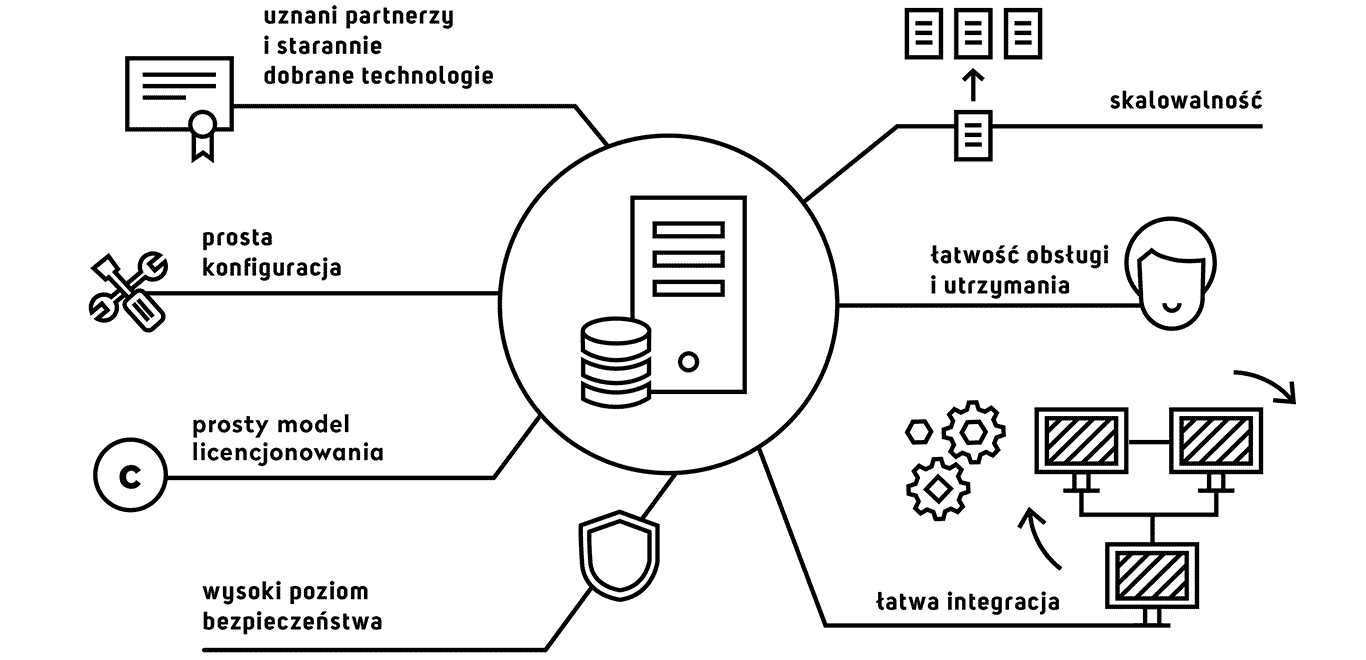 uznani partnerzy
i starannie
dobrane technologie
skalowalność
prosta
konfiguracja
łatwość obsługi
i utrzymania
prosty model
licencjonowania
C
wysoki poziom
bezpieczeństwa
łatwa integracja